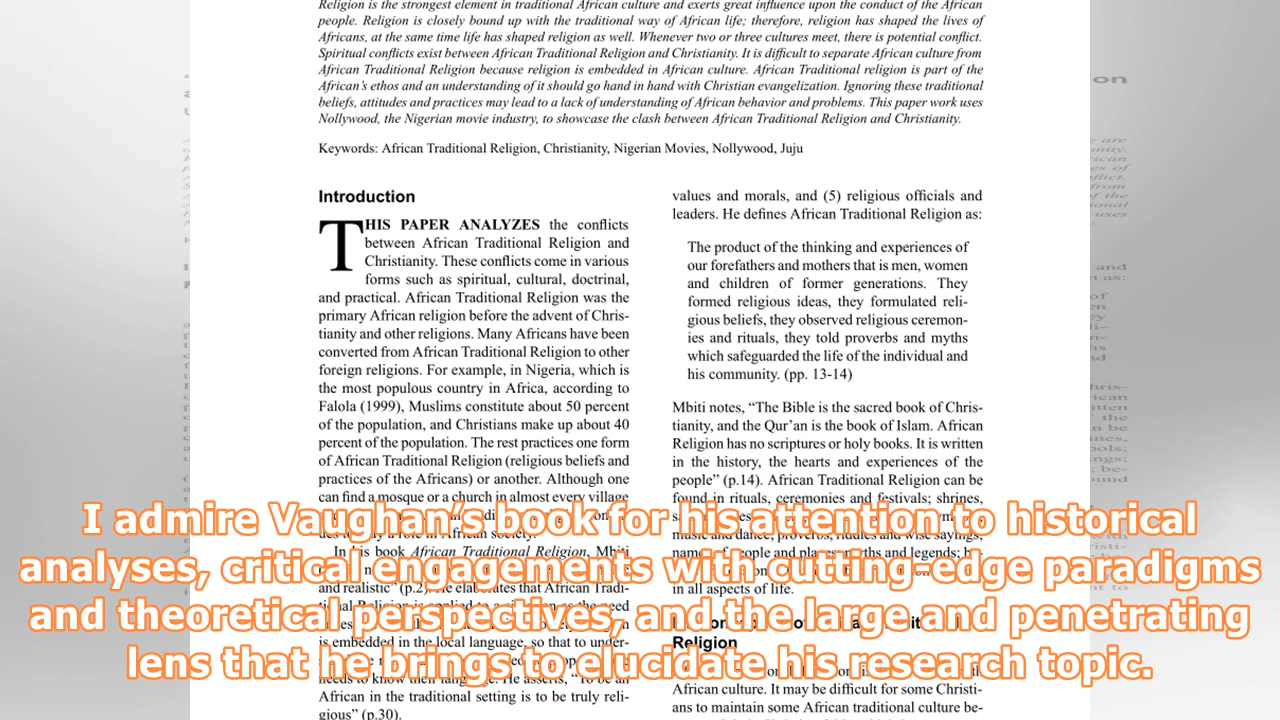 Religion is the strongest element in traditional African culture and exerts great influence upon the conduct of the African
people. Religion is closely bound up with the traditional way of African life; therefore, religion has shaped the lives of
Africans, at the same time life has shaped religion as well. Whenever two or three cultures meet, there is potential conflict.
Spiritual conflicts exist between African Traditional Religion and Christianity. It is difficult to separate African culture from
African Traditional Religion because religion is embedded in African culture. African Traditional religion is part of the
African's ethos and an understanding of it should go hand in hand with Christian evangelization. Ignoring these traditional
beliefs, attitudes and practices may lead to a lack of understanding of African behavior and problems. This paper work uses
Nollywood, the Nigerian movie industry, to showcase the clash between African Traditional Religion and Christianity.
Keywords: African Traditional Religion, Christianity, Nigerian Movies, Nollywood, Juju
Introduction
THIS PAPER ANALYZES the conflicts
between African Traditional Religion and
Christianity. These conflicts come in various
forms such as spiritual, cultural, doctrinal,
and practical. African Traditional Religion was the
primary African religion before the advent of Chris-
tianity and other religions. Many Africans have been
converted from African Traditional Religion to other
foreign religions. For example, in Nigeria, which is
the most populous country in Africa, according to
Falola (1999), Muslims constitute about 50 percent
of the population, and Christians make up about 40
percent of the population. The rest practices one form
of African Traditional Religion (religious beliefs and
practices of the Africans) or another. Although one
can find a mosque or a church in almost every village
in African society.
In his book African Traditional Religion, Mbiti
and realistic" (p.2). He elaborates that African Tradi-
is embedded in the local language, so that to under-
needs to know their language. He asserts, "To be an
African in the traditional setting is to be truly reli-
gious" (p.30).
values and morals, and (5) religious officials and
leaders. He defines African Traditional Religion as:
The product of the thinking and experiences of
our forefathers and mothers that is men, women
and children of former generations. They
formed religious ideas, they formulated reli-
gious beliefs, they observed religious ceremon-
ies and rituals, they told proverbs and myths
which safeguarded the life of the individual and
his community. (pp. 13-14)
Mbiti notes, "The Bible is the sacred book of Chris-
tianity, and the Qur'an is the book of Islam. African
Religion has no scriptures or holy books. It is written
in the history, the hearts and experiences of the
people" (p.14). African Traditional Religion can be
found in rituals, ceremonies and festivals; shrines,
music and dance, proverbs, riddles and wise sayings,
names of people and places, myths and legends; be-
in all aspects of life.
Religion
African culture. It may be difficult for some Christi-
ans to maintain some African traditional culture be-
I admire Vaughan's book for his attention to historical
analyses, critical engagements with cutting-edge paradigms
and theoretical perspectives, and the large and penetrating
lens that he brings to elucidate his research topic.